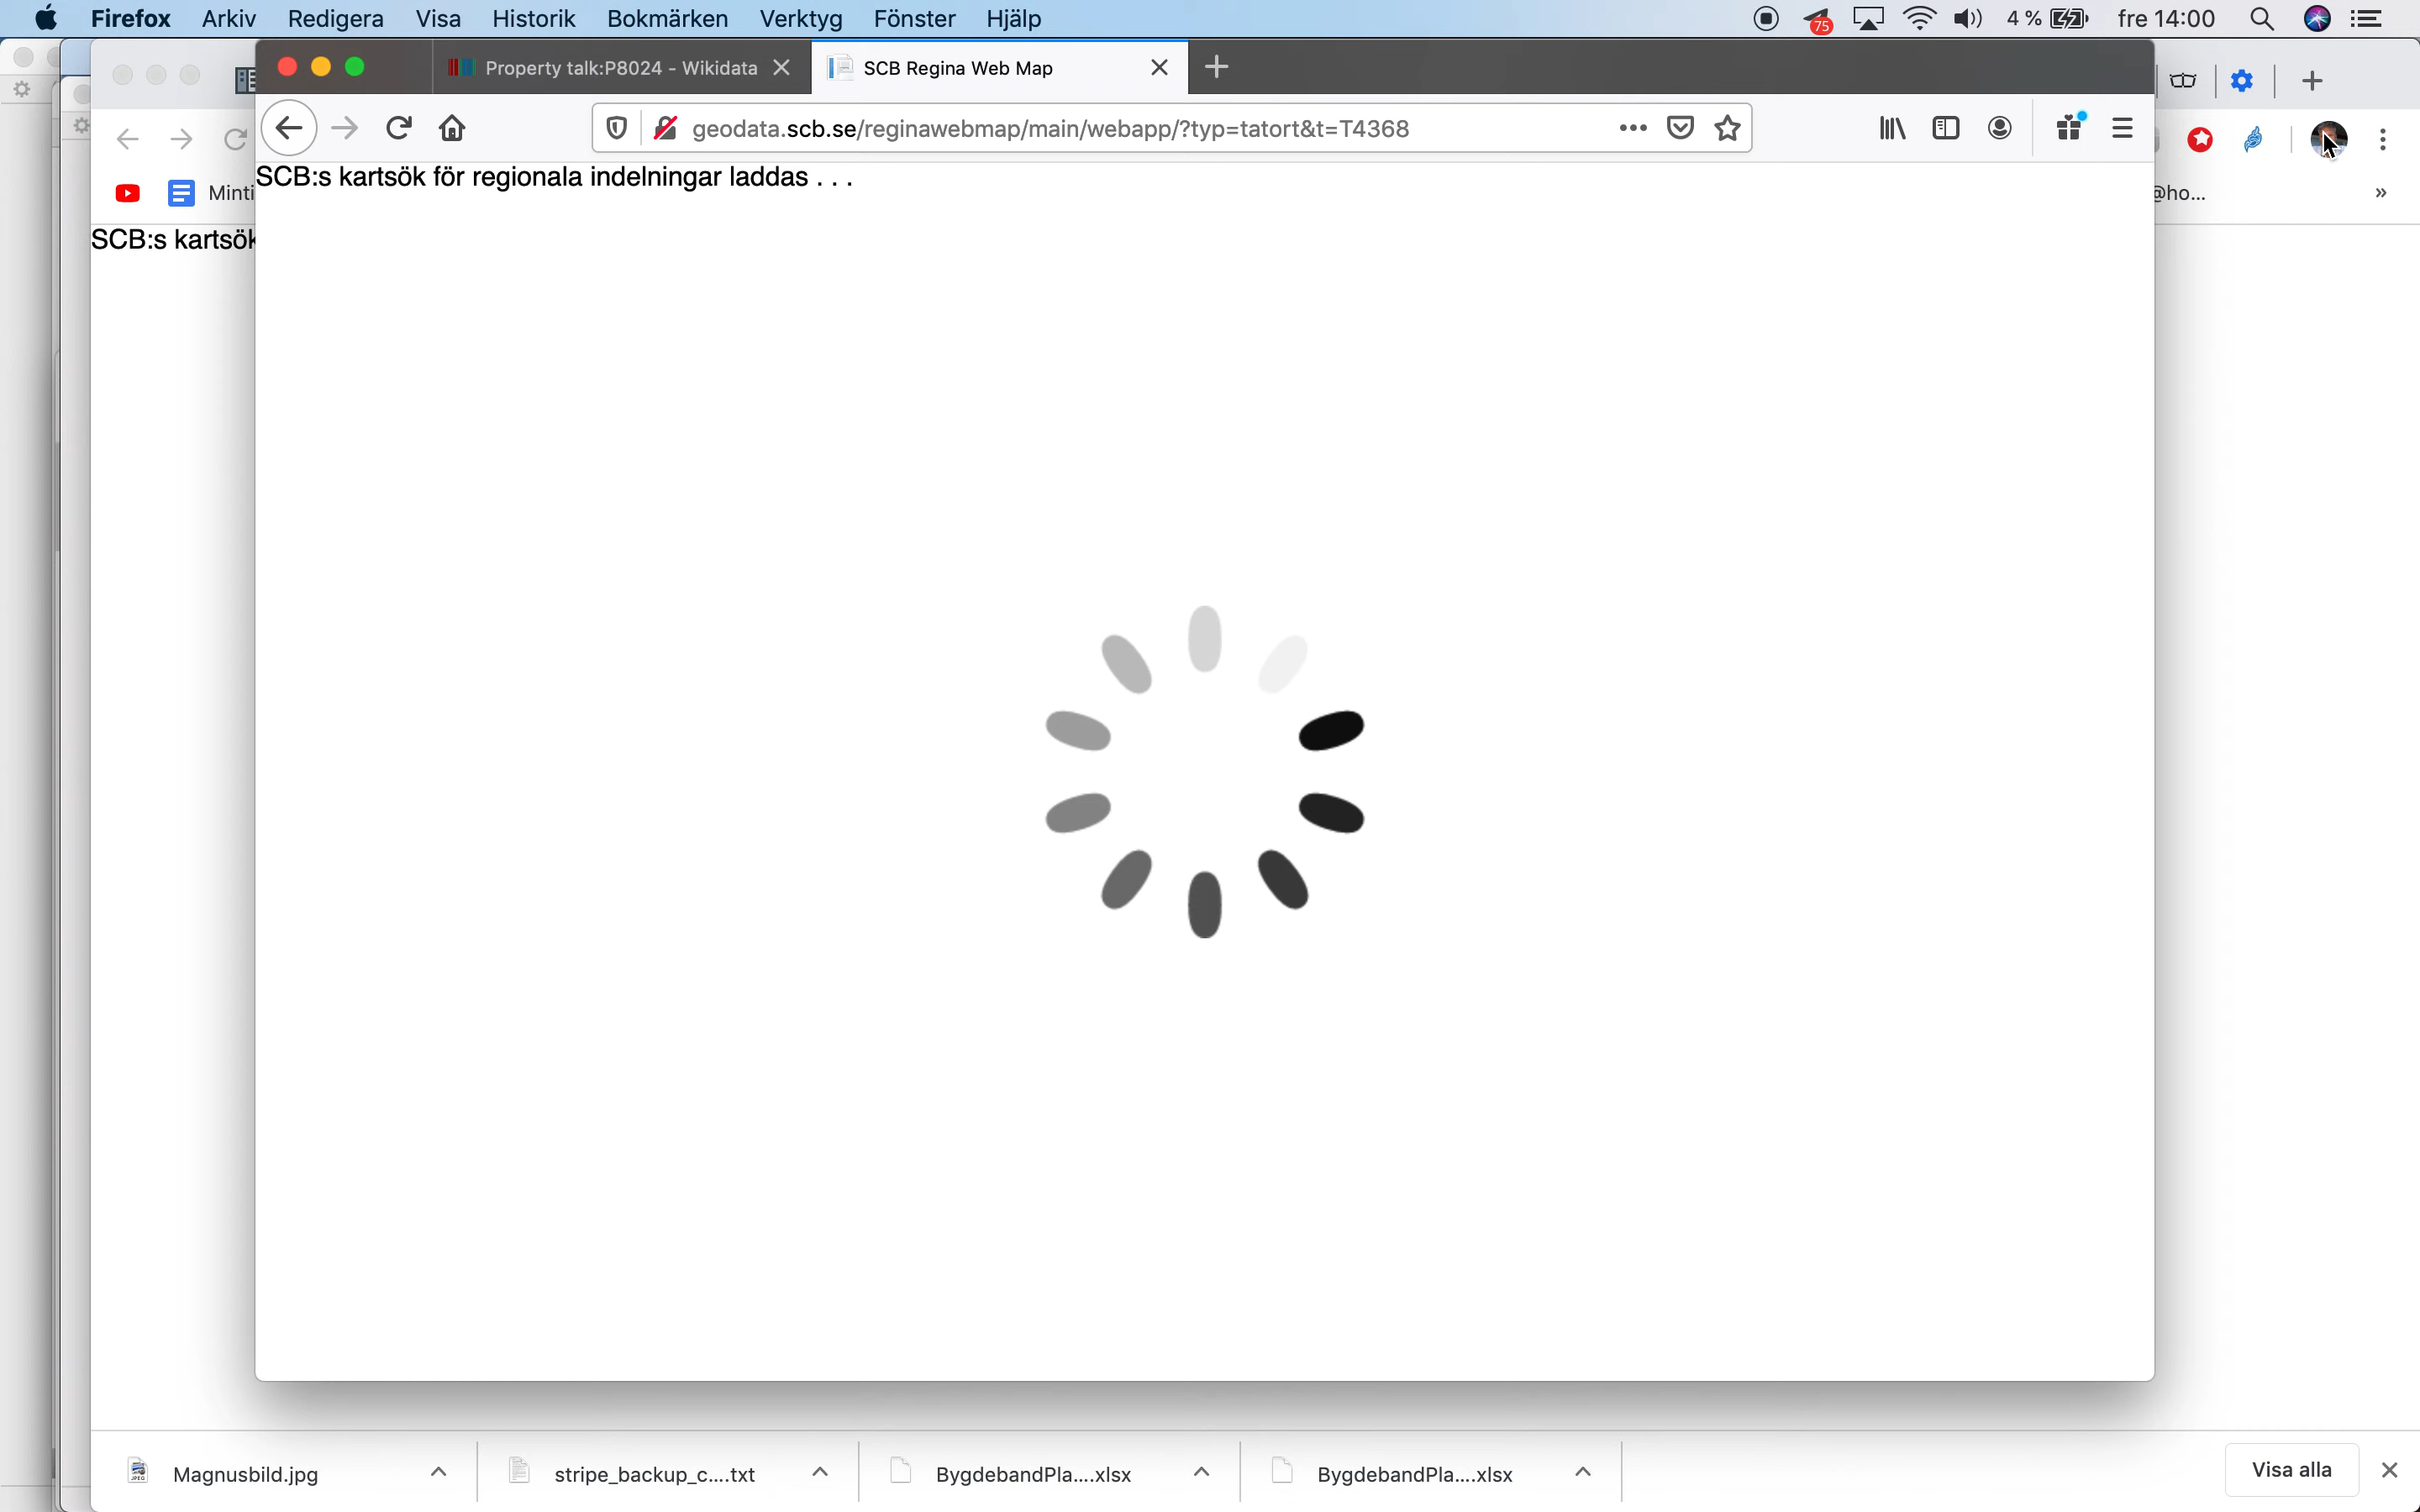 Firefox Arkiv Redigera Visa Historik Bokmärken Verktyg Fönster Hjälp 75 4 % fre 14:00
Property talk:P8024 - Wikidata SCB Regina Web Map
geodata.scb.se/reginawebmap/main/webapp/?typ=tatort&t=T4368
SCB:s kartsök för regionala indelningar laddas . . .
Minti @ho...
SCB:s kartsök
Magnusbild.jpg stripe_backup_c....txt BygdebandPla....xlsx BygdebandPla....xlsx Visa alla